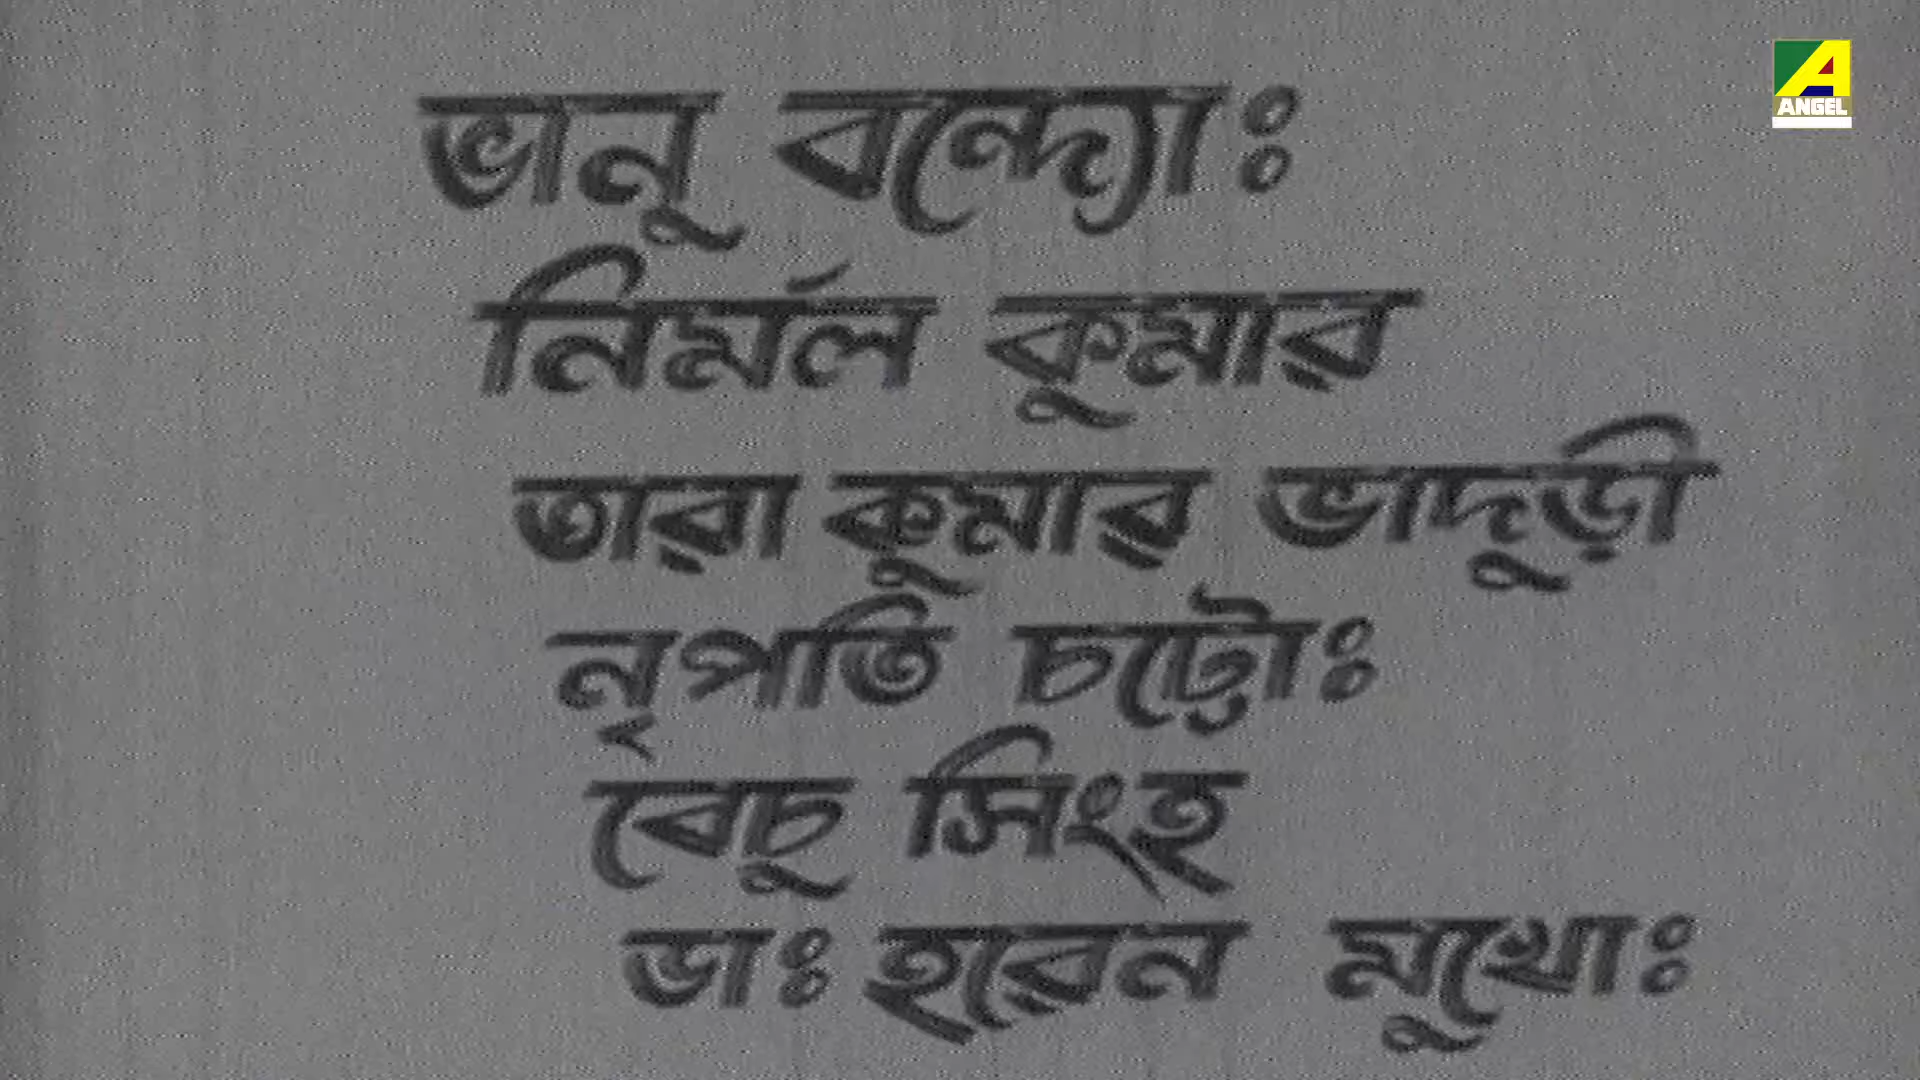 ভানু বন্দ্যোঃ
ANGEL
নির্মল কুমার
তারা কুমার ভাদুড়ী
নৃপতি চট্টোঃ
বেচু সিংহ
ডাঃ হরেন মুখোঃ